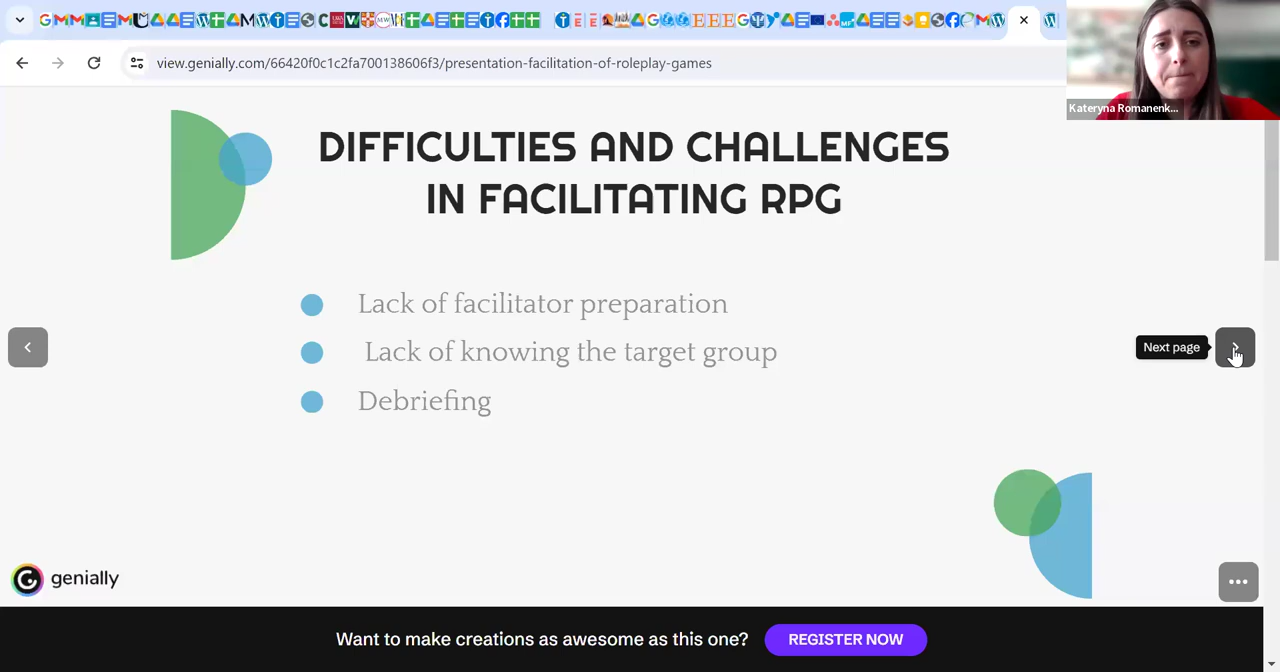 view.genially.com/66420f0c1c2fa700138606f3/presentation-facilitation-of-roleplay-games
Kateryna Romanenk...
DIFFICULTIES AND CHALLENGES
IN FACILITATING RPG
Lack of facilitator preparation
Lack of knowing the target group
Debriefing
Next page
genially
Want to make creations as awesome as this one?
REGISTER NOW